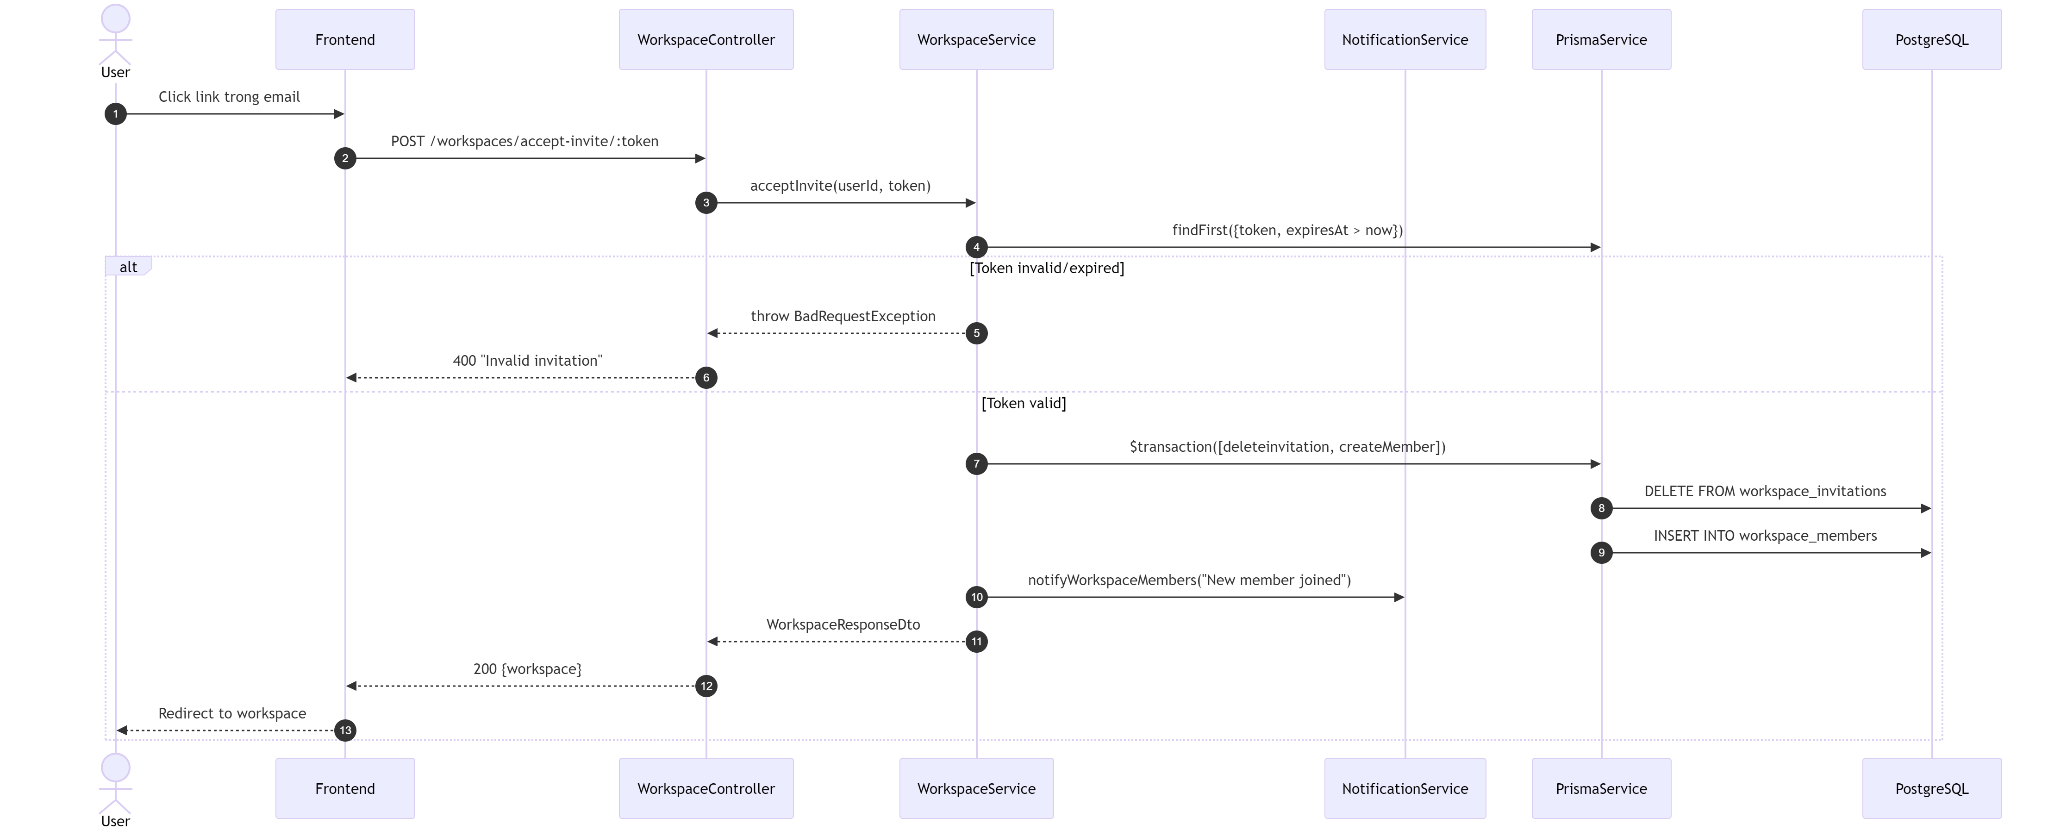 Frontend
WorkspaceController
WorkspaceService
NotificationService
PrismaService
PostgreSQL
User
Click link trong email
1
POST /workspaces/accept-invite/:token
2
acceptInvite(userId, token)
3
findFirst({token, expiresAt > now})
4
alt
[Token invalid/expired]
throw BadRequestException
5
400 "Invalid invitation"
6
[Token valid]
$transaction([deleteinvitation, createMember])
7
DELETE FROM workspace_invitations
8
INSERT INTO workspace_members
9
notifyWorkspaceMembers("New member joined")
10
WorkspaceResponseDto
11
200 {workspace}
12
Redirect to workspace
13
Frontend
WorkspaceController
WorkspaceService
NotificationService
PrismaService
PostgreSQL
User